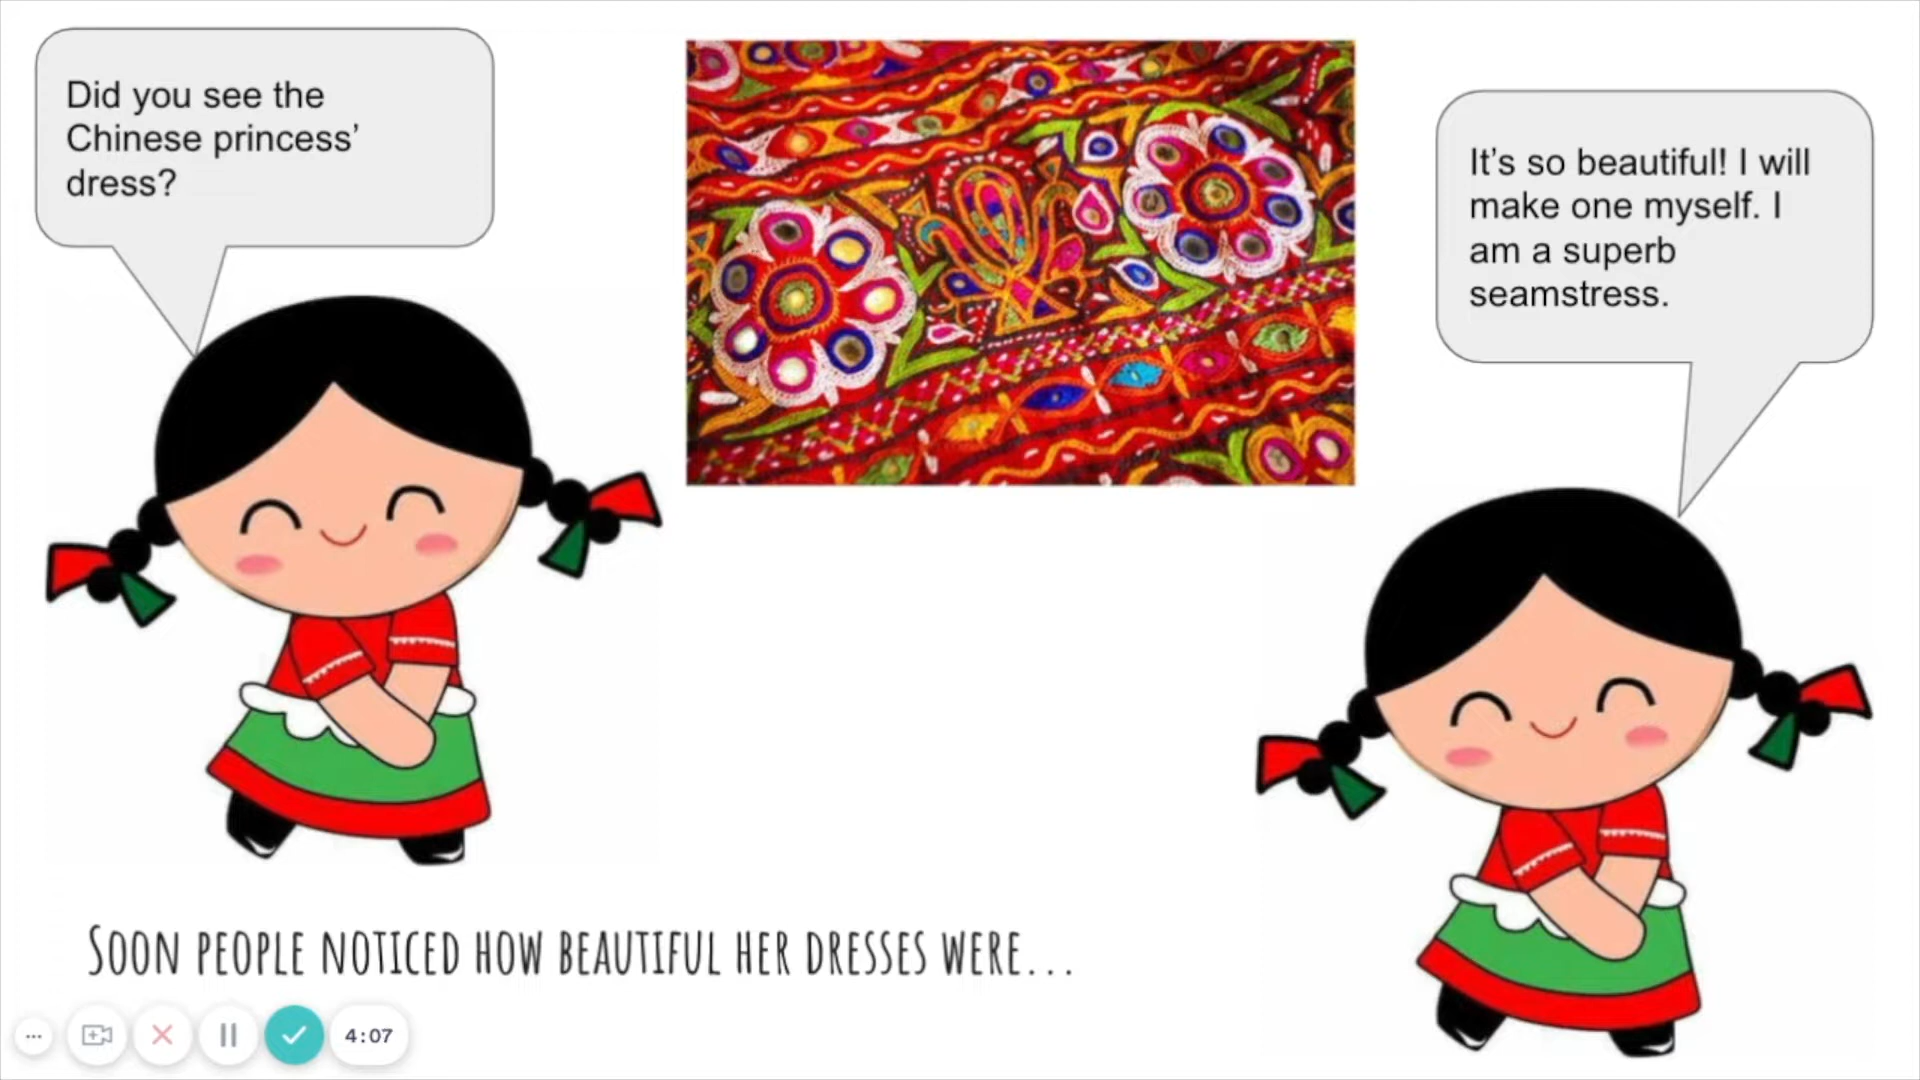 Did you see the
Chinese princess’
dress?
It’s so beautiful! I will
make one myself. I
am a superb
seamstress.
Soon people noticed how beautiful her dresses were...
4:07